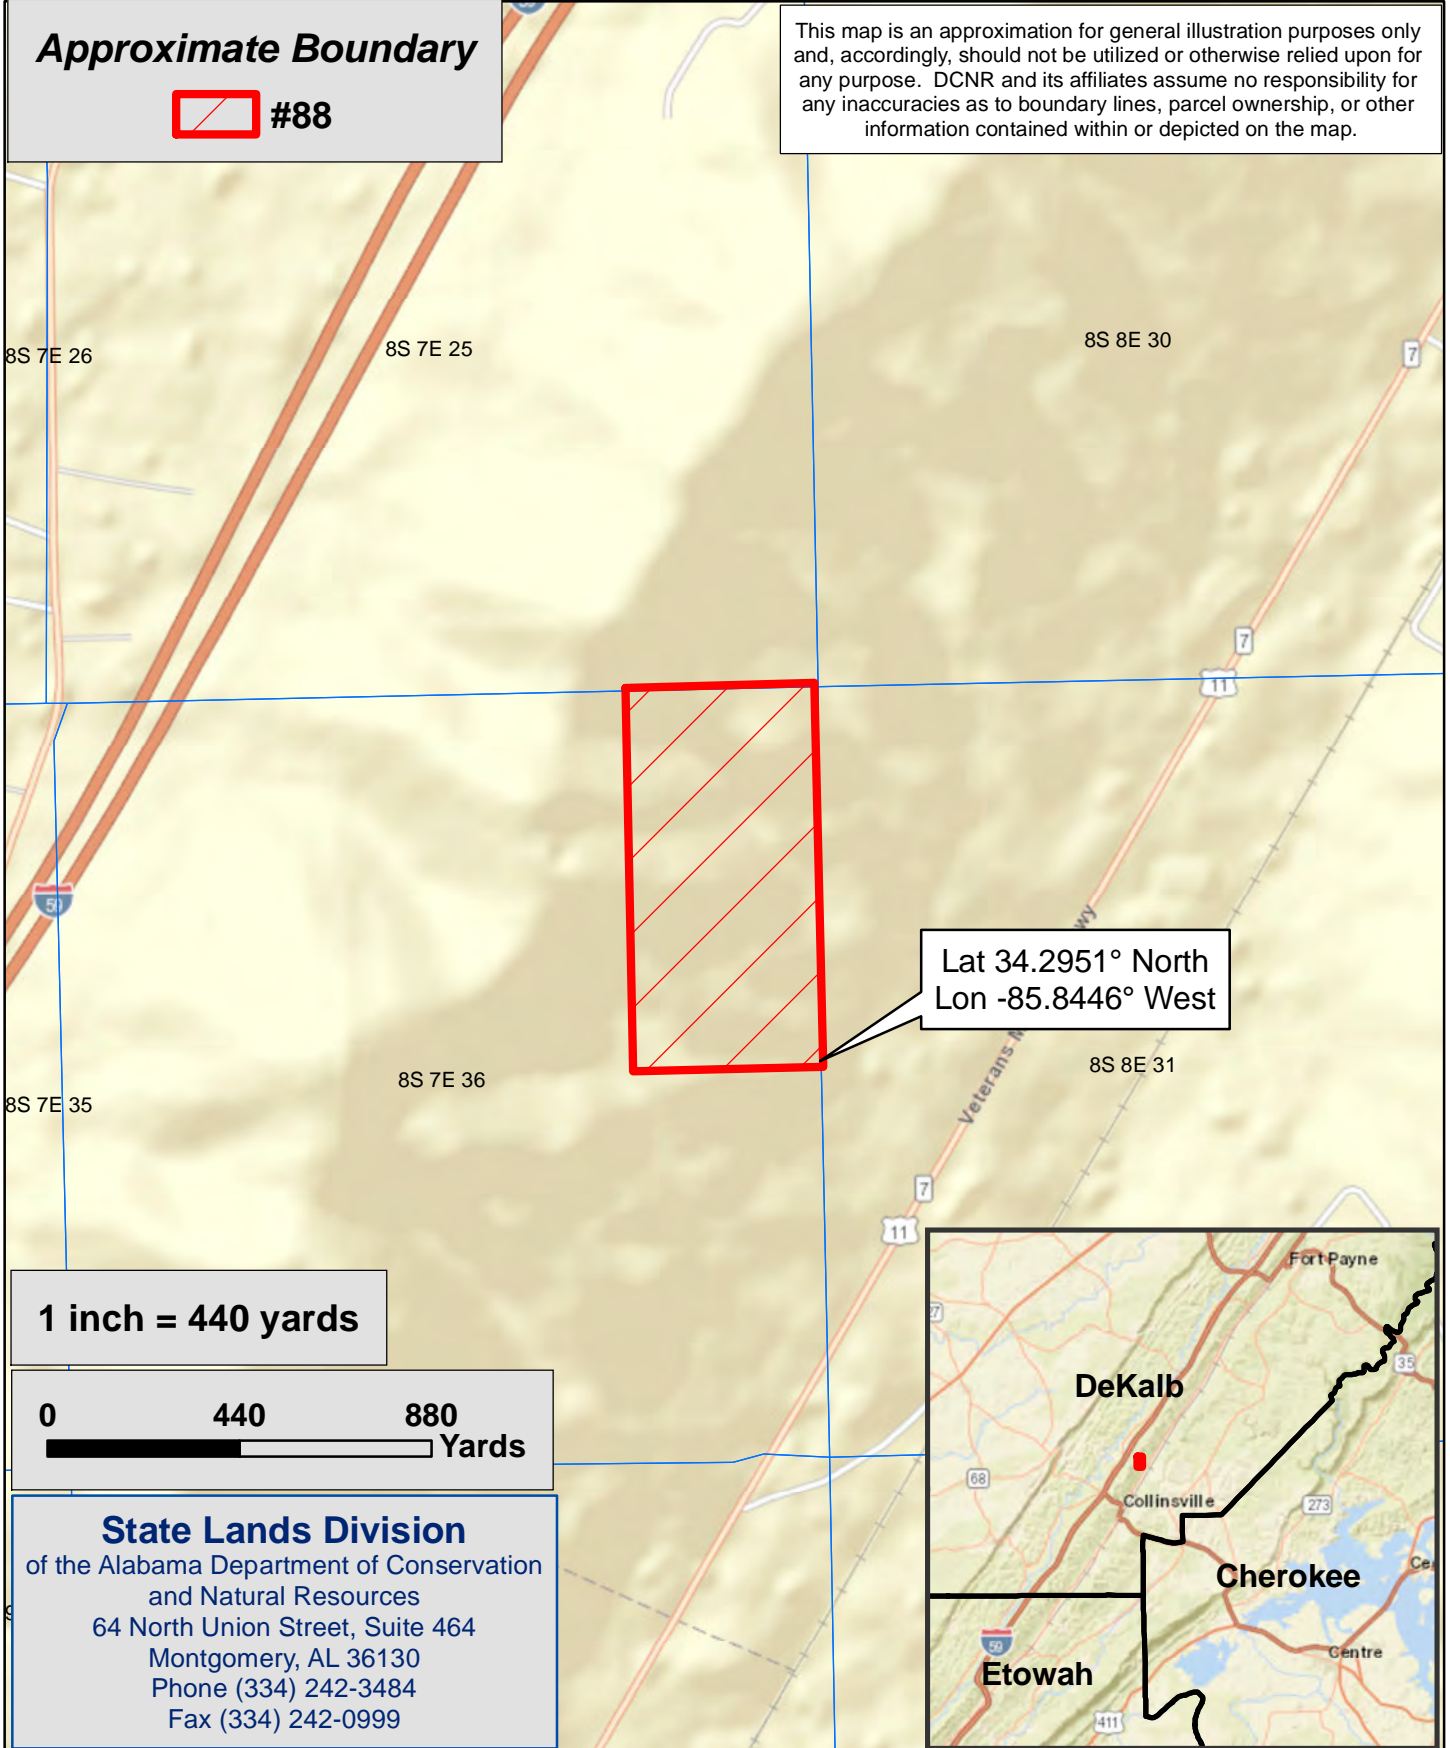 Approximate Boundary
#88
This map is an approximation for general illustration purposes only
and, accordingly, should not be utilized or otherwise relied upon for
any purpose. DCNR and its affiliates assume no responsibility for
any inaccuracies as to boundary lines, parcel ownership, or other
information contained within or depicted on the map.
8S 7E 26
8S 7E 25
8S 8E 30
7
7
11
59
Lat 34.2951° North
Lon -85.8446° West
Veterans
8S 7E 36
8S 8E 31
8S 7E 35
7
11
1 inch = 440 yards
0 440 880
Yards
State Lands Division
of the Alabama Department of Conservation
and Natural Resources
64 North Union Street, Suite 464
Montgomery, AL 36130
Phone (334) 242-3484
Fax (334) 242-0999
Fort Payne
35
DeKalb
68
Collinsville
273
Cherokee
59
Etowah
Centre
411